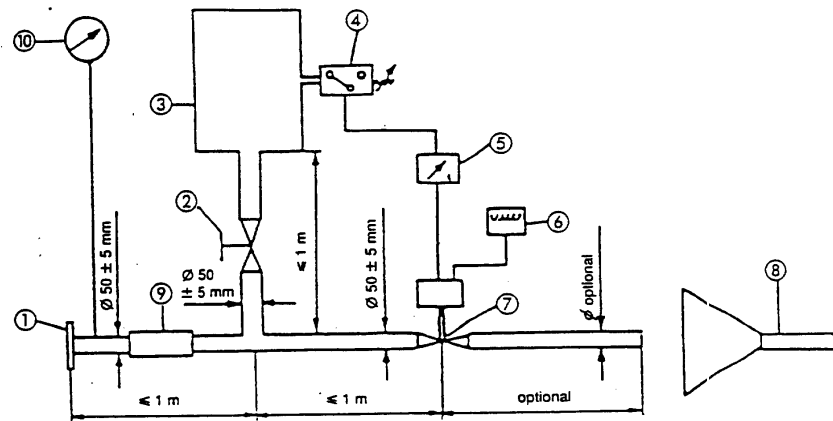 10
4
3
5
2
6
≤ 1 m
Ø 50 ± 5 mm
Ø 50
± 5 mm
Ø 50 ± 5 mm
Ø optional
8
9
7
1
≤ 1 m
≤ 1 m
optional